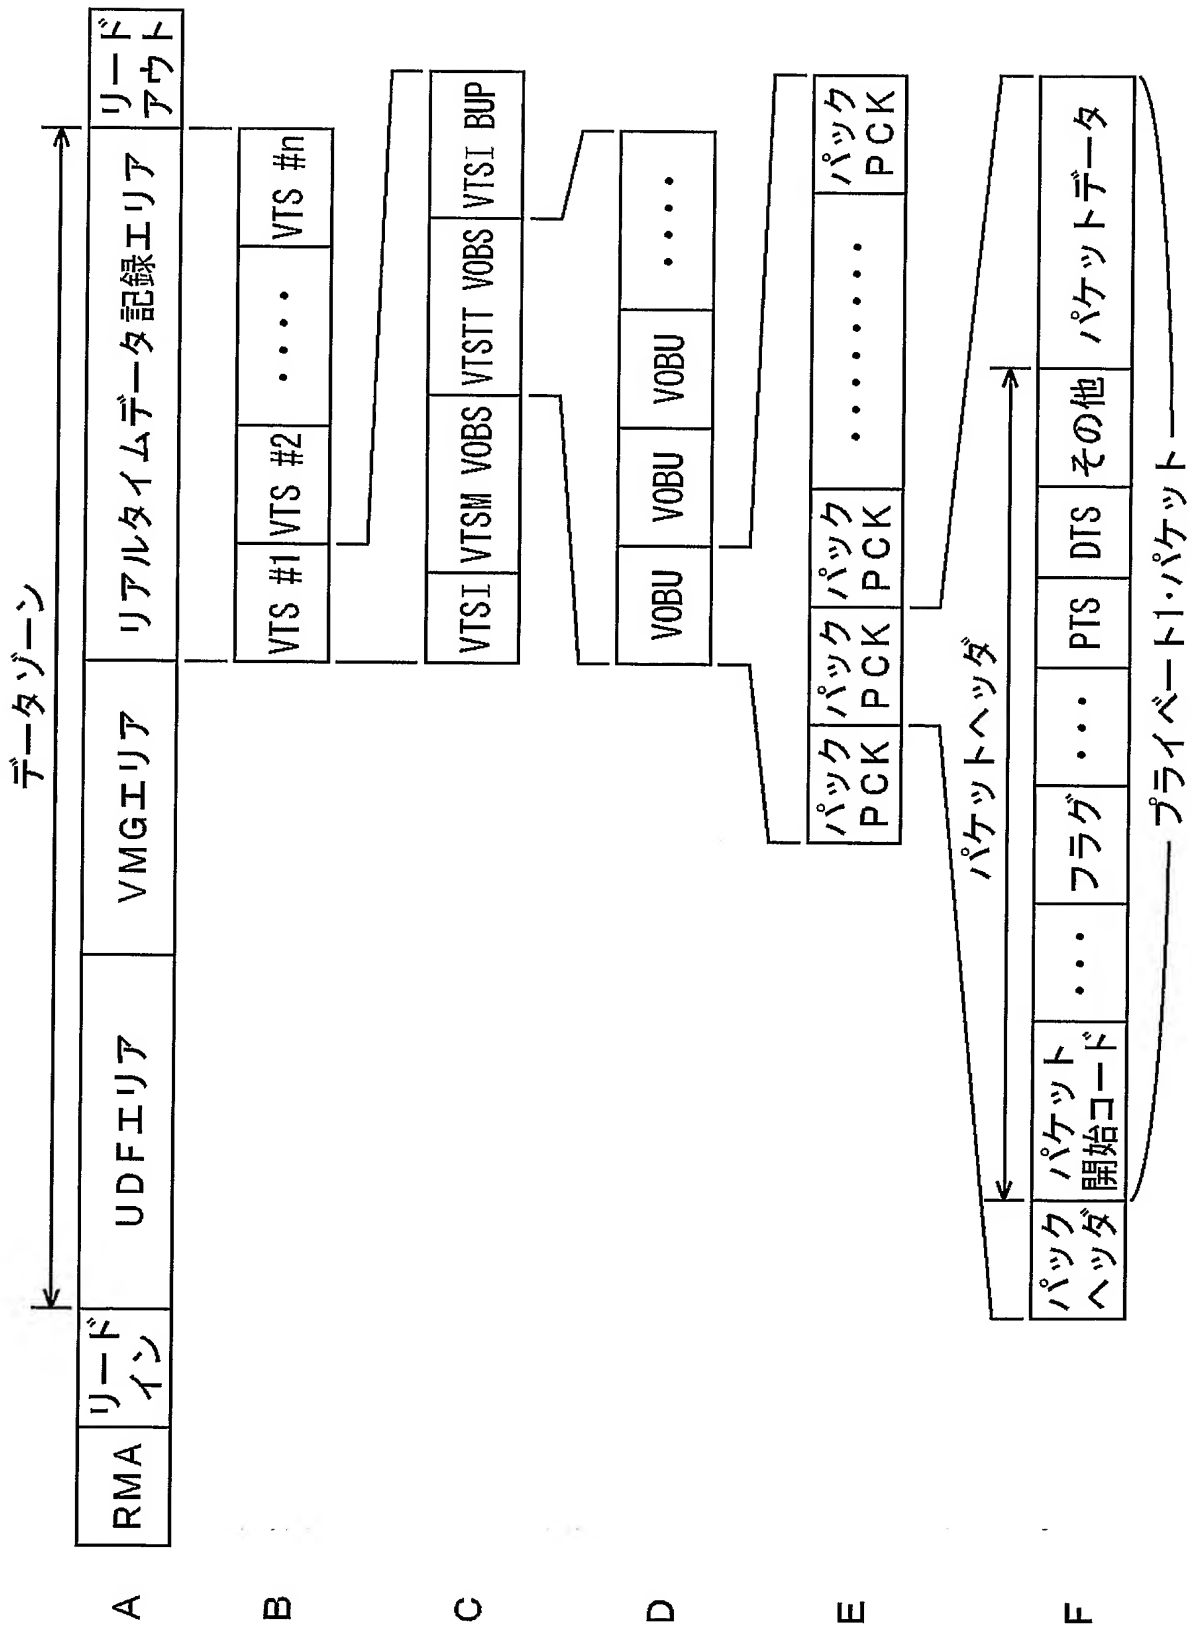 データゾーン
A
RMA
リード
イン
UDFエリア
VMGエリア
リアルタイムデータ記録エリア
リード
アウト
B
VTS #1
VTS #2
・・・・
VTS #n
C
VTSI
VTSM VOBS
VTSTT VOBS
VTSI BUP
D
VOBU
VOBU
VOBU
・・・・
E
パック
PCK
パック
PCK
パック
PCK
・・・・・・・・
パック
PCK
パケットヘッダ
F
パック
ヘッダ
パケット
開始コード
・・・
フラグ
・・・
PTS
DTS
その他
パケットデータ
プライベート1・パケット